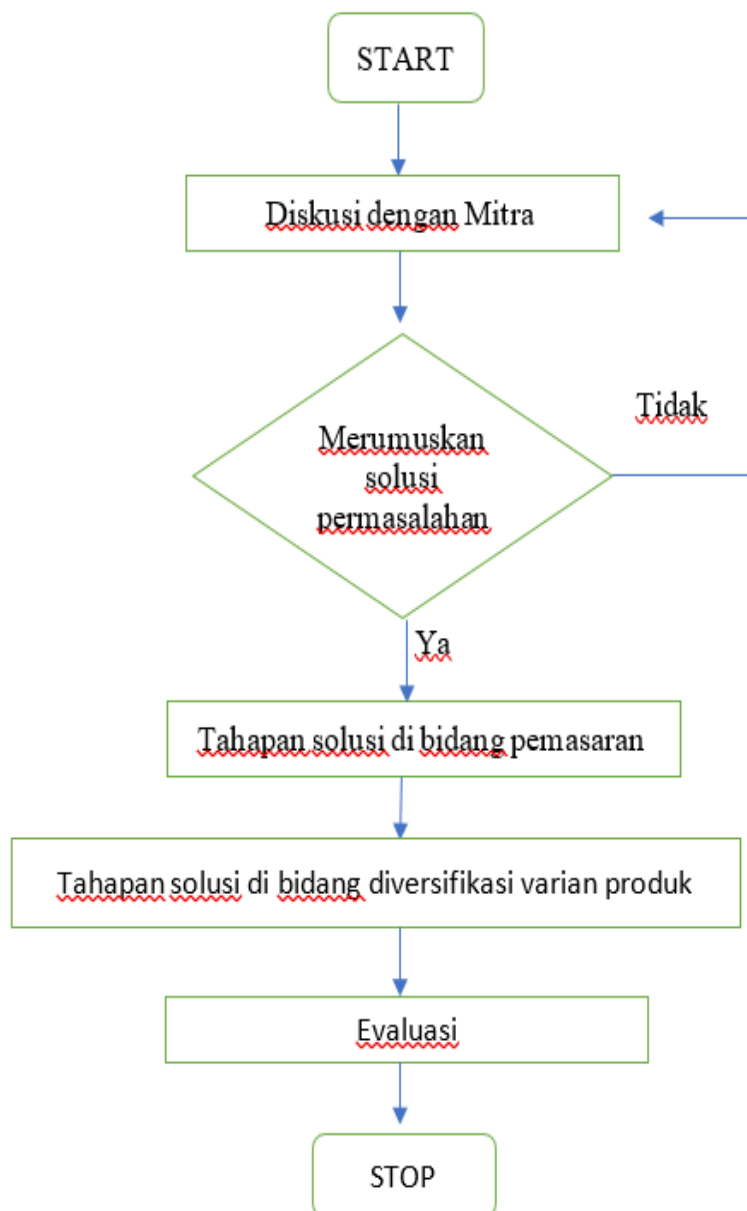 START
Diskusi dengan Mitra
Tidak
Merumuskan
solusi
permasalahan
Ya
Tahapan solusi di bidang pemasaran
Tahapan solusi di bidang diversifikasi varian produk
Evaluasi
STOP